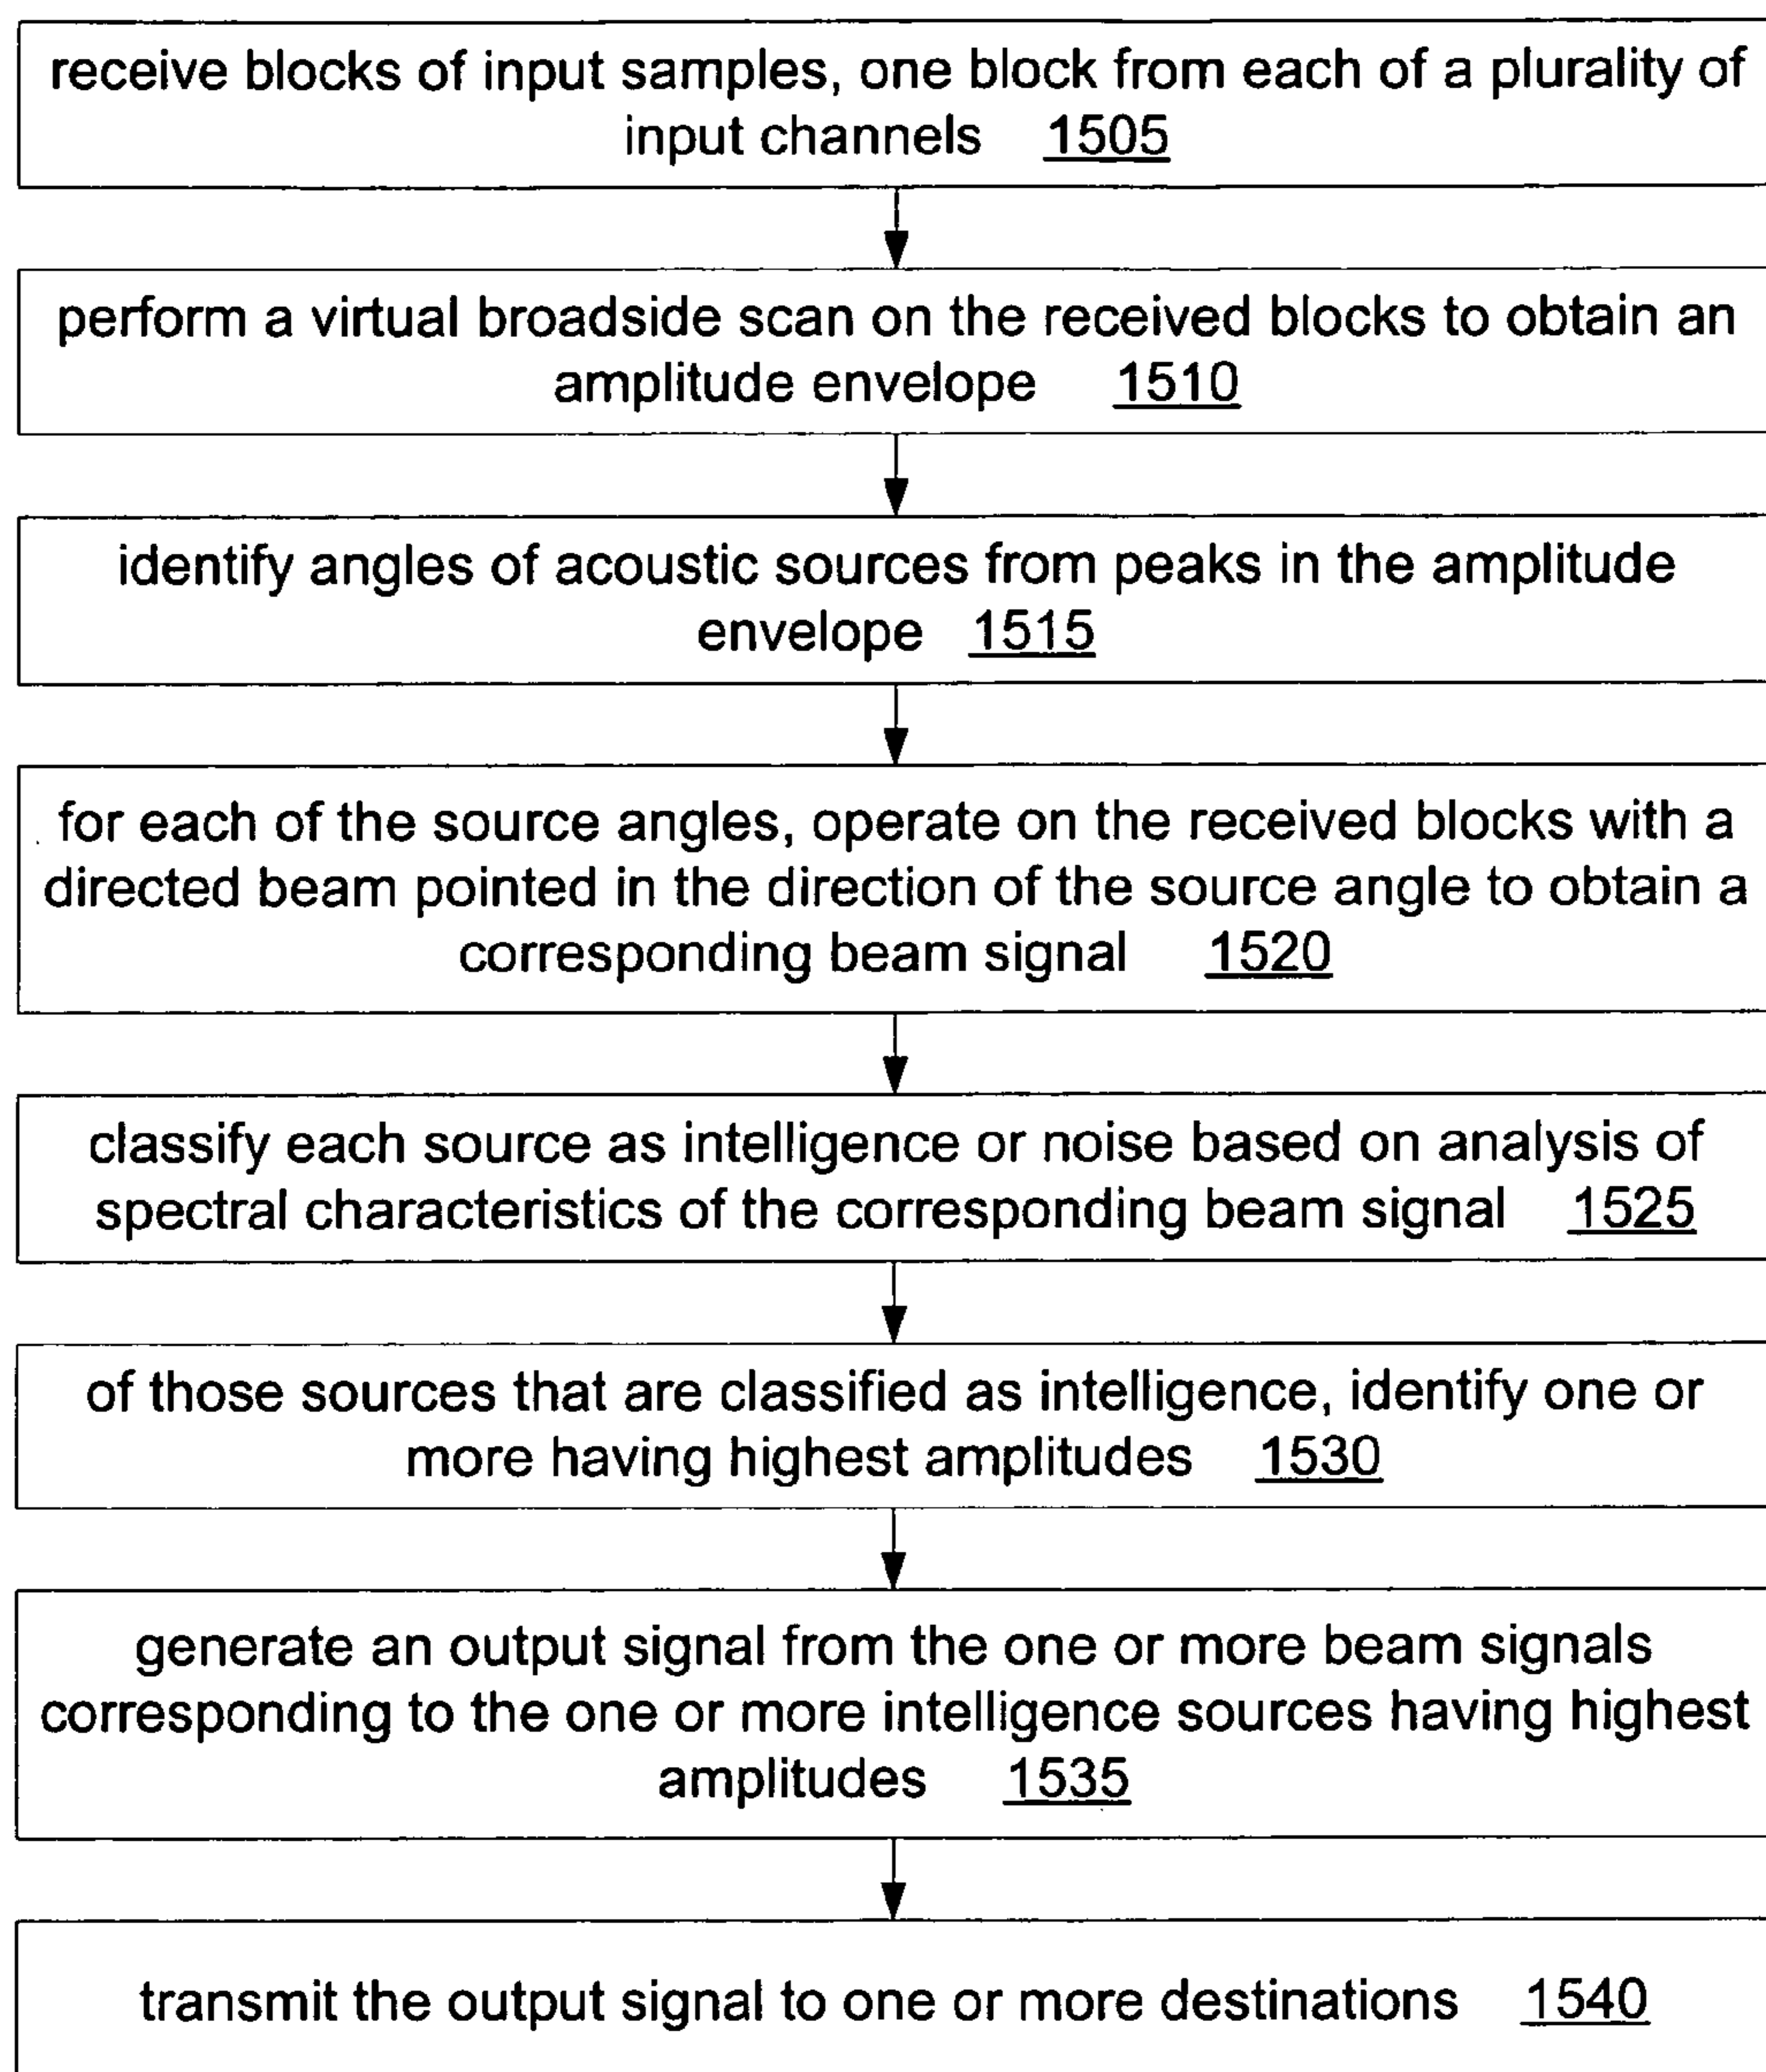 receive blocks of input samples, one block from each of a plurality of
input channels 1505
perform a virtual broadside scan on the received blocks to obtain an
amplitude envelope 1510
identify angles of acoustic sources from peaks in the amplitude
envelope 1515
for each of the source angles, operate on the received blocks with a
directed beam pointed in the direction of the source angle to obtain a
corresponding beam signal 1520
classify each source as intelligence or noise based on analysis of
spectral characteristics of the corresponding beam signal 1525
of those sources that are classified as intelligence, identify one or
more having highest amplitudes 1530
generate an output signal from the one or more beam signals
corresponding to the one or more intelligence sources having highest
amplitudes 1535
transmit the output signal to one or more destinations 1540